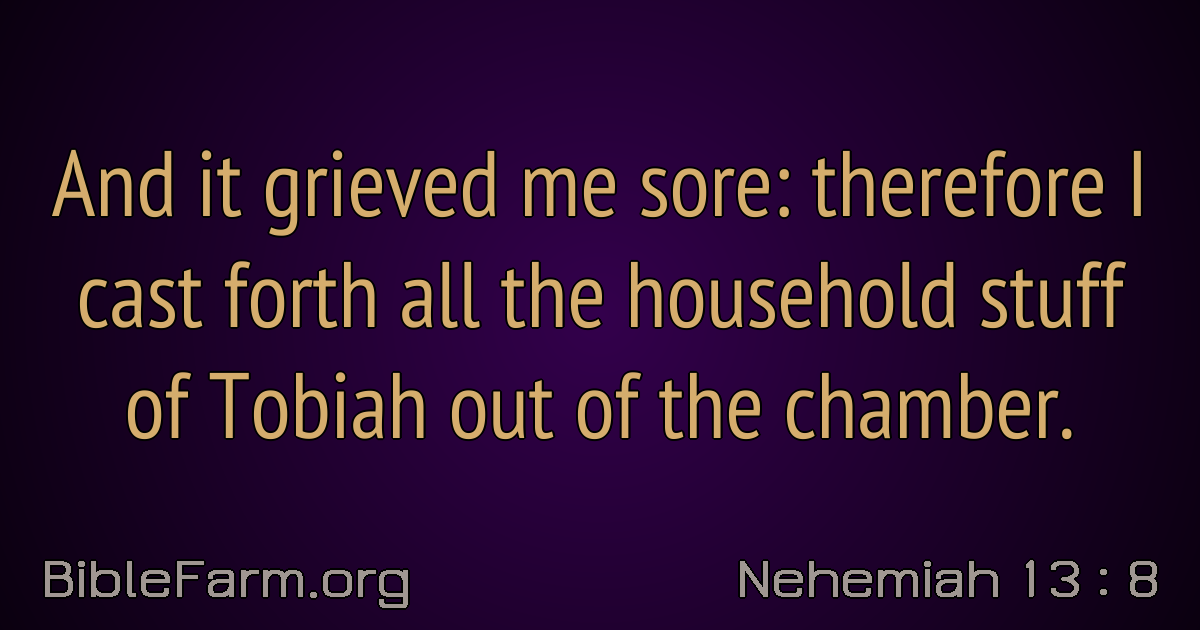 And it grieved me sore: therefore I
cast forth all the household stuff
of Tobiah out of the chamber.
BibleFarm.org
Nehemiah 13 : 8